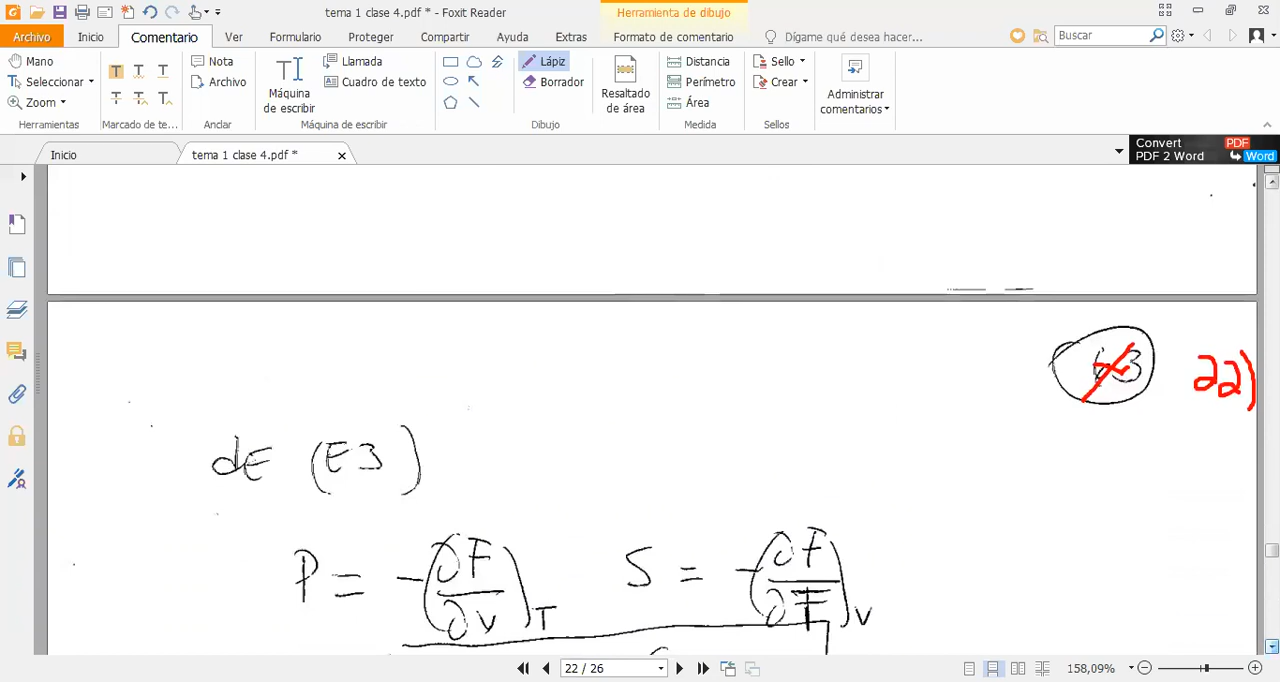 tema 1 clase 4.pdf * - Foxit Reader
Herramienta de dibujo
Archivo Inicio Comentario Ver Formulario Proteger Compartir Ayuda Extras Formato de comentario Dígame qué desea hacer... Buscar
Mano
Seleccionar
Zoom
Herramientas
Marcado de te...
Nota
Archivo
Anclar
Máquina de escribir
Llamada
Cuadro de texto
Máquina de escribir
Lápiz
Borrador
Dibujo
Resaltado de área
Distancia
Perímetro
Área
Medida
Sello
Crear
Sellos
Administrar comentarios
Inicio
tema 1 clase 4.pdf *
Convert PDF
PDF 2 Word Word
22)
dE (E3)
P = -(∂F/∂V)T S = -(∂F/∂T)V
22 / 26
158,09%